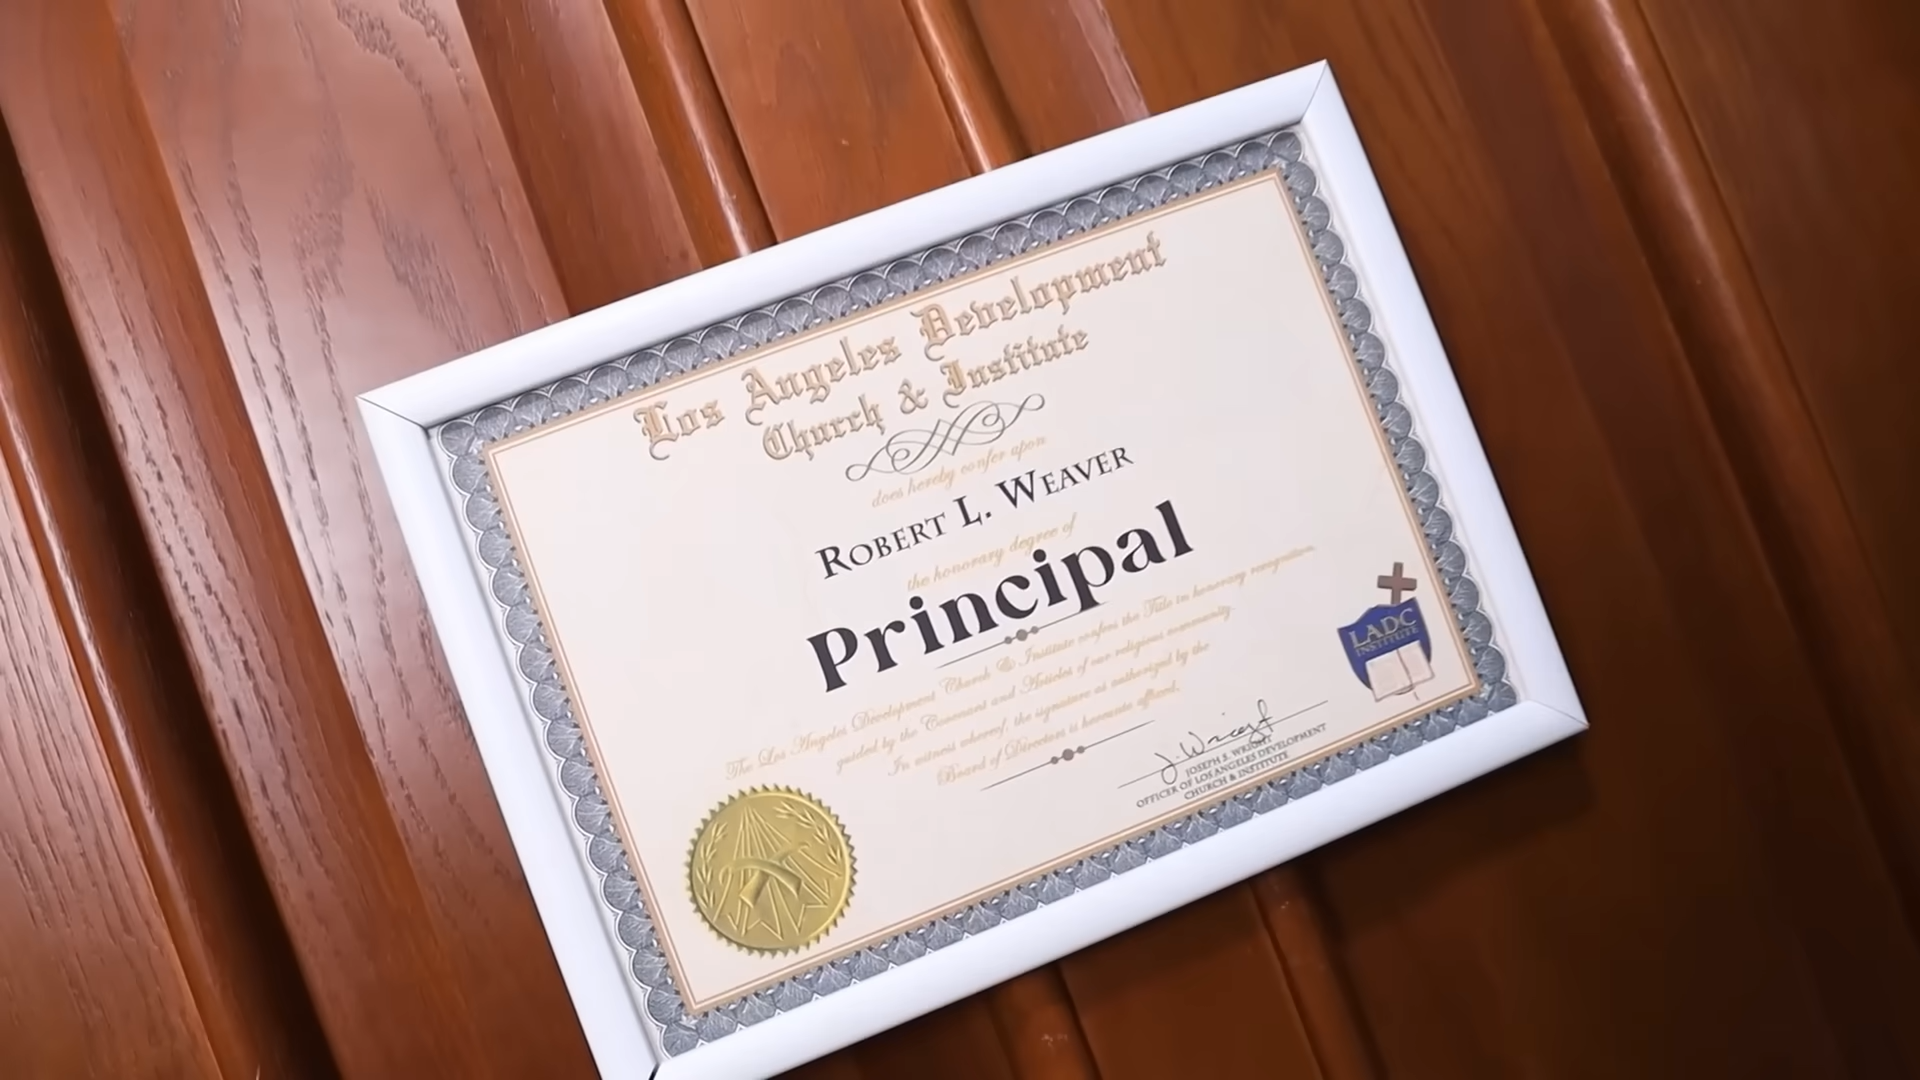 Los Angeles Development
Church & Institute
does hereby confer upon
ROBERT L. WEAVER
the honorary degree of
Principal
The Los Angeles Development Church & Institute confers the Title in honorary recognition
guided by the Covenant and Articles of our religious community.
In witness whereof, the signature as authorized by the
Board of Directors is hereunto affixed.
LADC
INSTITUTE
J. Wright
JOSEPH S. WRIGHT
OFFICER OF LOS ANGELES DEVELOPMENT
CHURCH & INSTITUTE